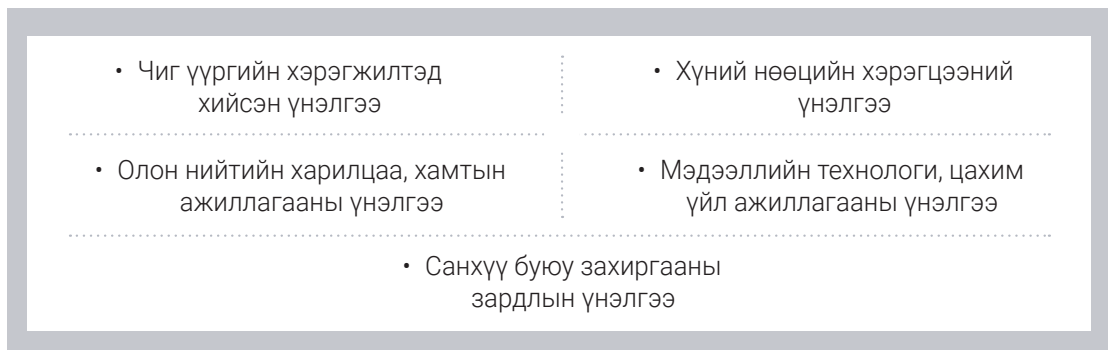 • Чиг үүргийн хэрэгжилтэд
хийсэн үнэлгээ
• Хүний нөөцийн хэрэгцээний
үнэлгээ
• Олон нийтийн харилцаа, хамтын
ажиллагааны үнэлгээ
• Мэдээллийн технологи, цахим
үйл ажиллагааны үнэлгээ
• Санхүү буюу захиргааны
зардлын үнэлгээ